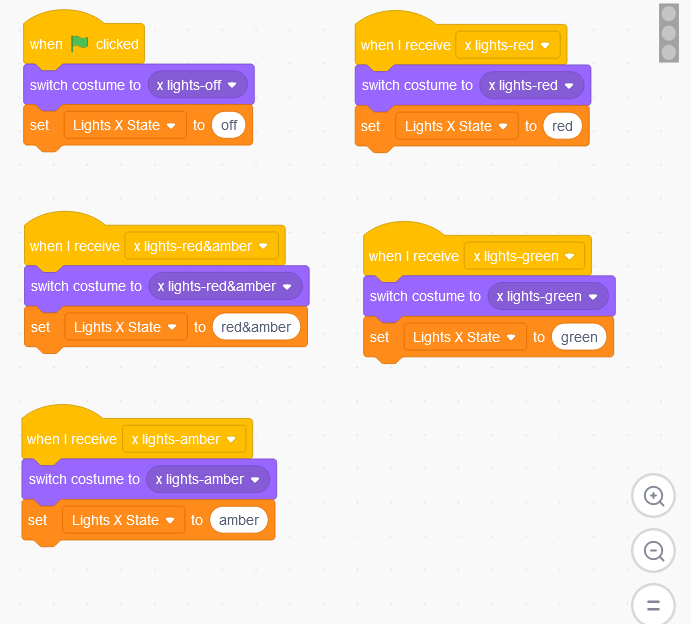 when clicked
switch costume to x lights-off
set Lights X State to off
when I receive x lights-red
switch costume to x lights-red
set Lights X State to red
when I receive x lights-red&amber
switch costume to x lights-red&amber
set Lights X State to red&amber
when I receive x lights-green
switch costume to x lights-green
set Lights X State to green
when I receive x lights-amber
switch costume to x lights-amber
set Lights X State to amber